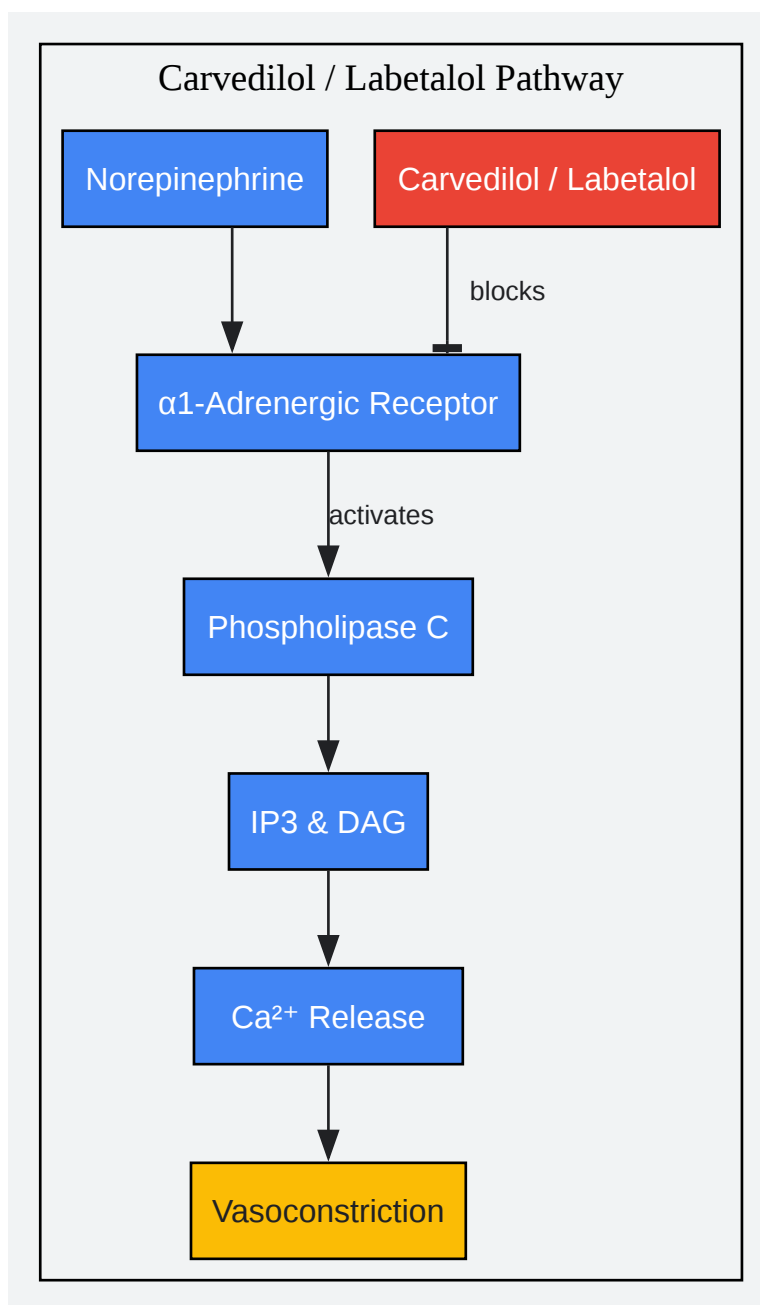 Carvedilol / Labetalol Pathway
Norepinephrine
Carvedilol / Labetalol
blocks
α1-Adrenergic Receptor
activates
Phospholipase C
IP3 & DAG
Ca²⁺ Release
Vasoconstriction